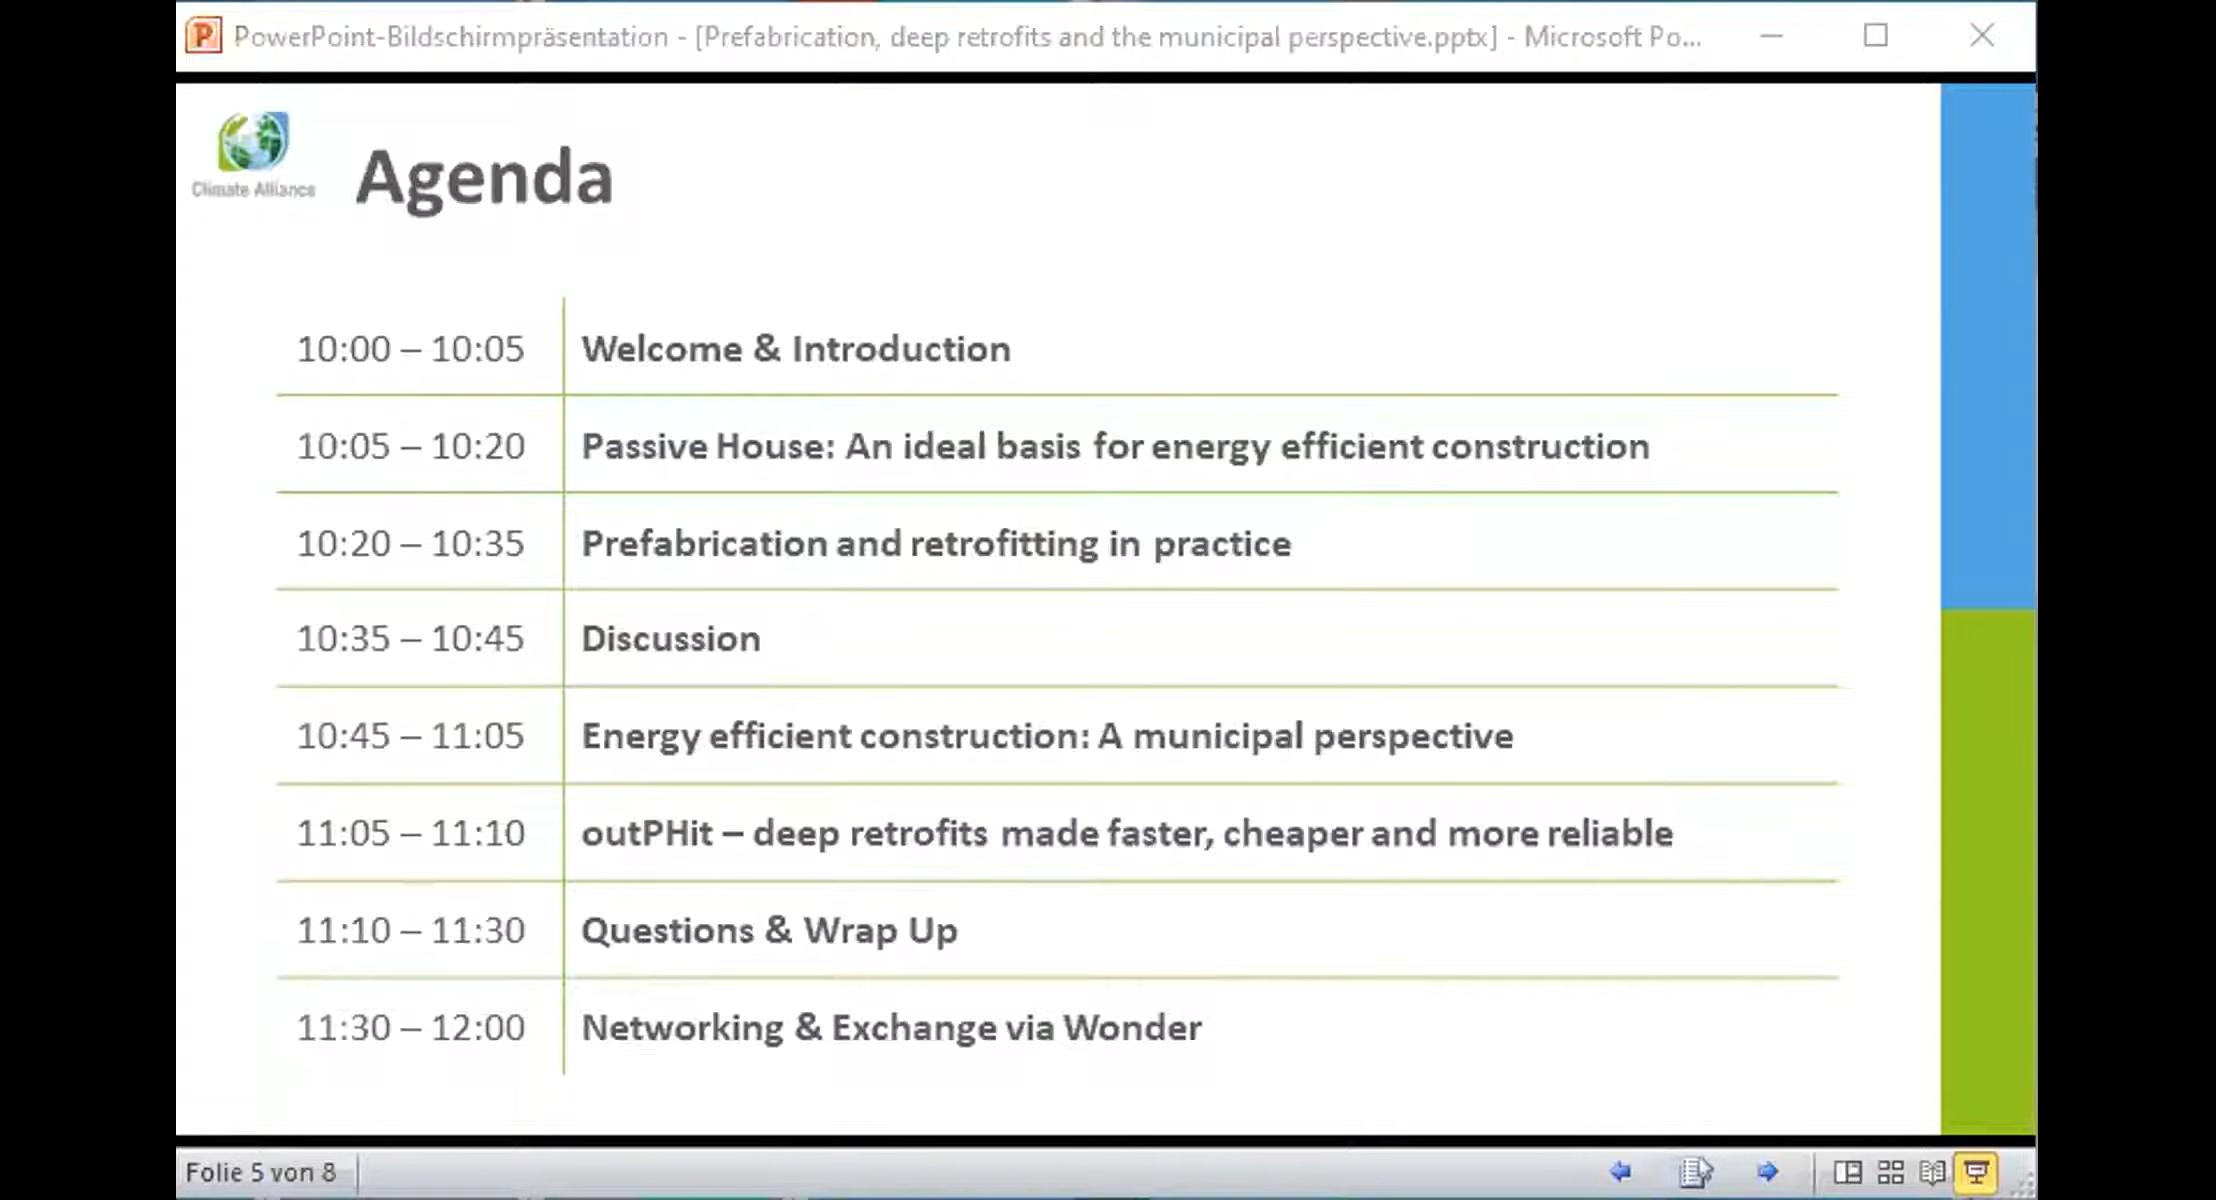 PowerPoint-Bildschirmpräsentation - [Prefabrication, deep retrofits and the municipal perspective.pptx] - Microsoft Po...
Climate Alliance
Agenda
10:00 – 10:05 Welcome & Introduction
10:05 – 10:20 Passive House: An ideal basis for energy efficient construction
10:20 – 10:35 Prefabrication and retrofitting in practice
10:35 – 10:45 Discussion
10:45 – 11:05 Energy efficient construction: A municipal perspective
11:05 – 11:10 outPHit – deep retrofits made faster, cheaper and more reliable
11:10 – 11:30 Questions & Wrap Up
11:30 – 12:00 Networking & Exchange via Wonder
Folie 5 von 8